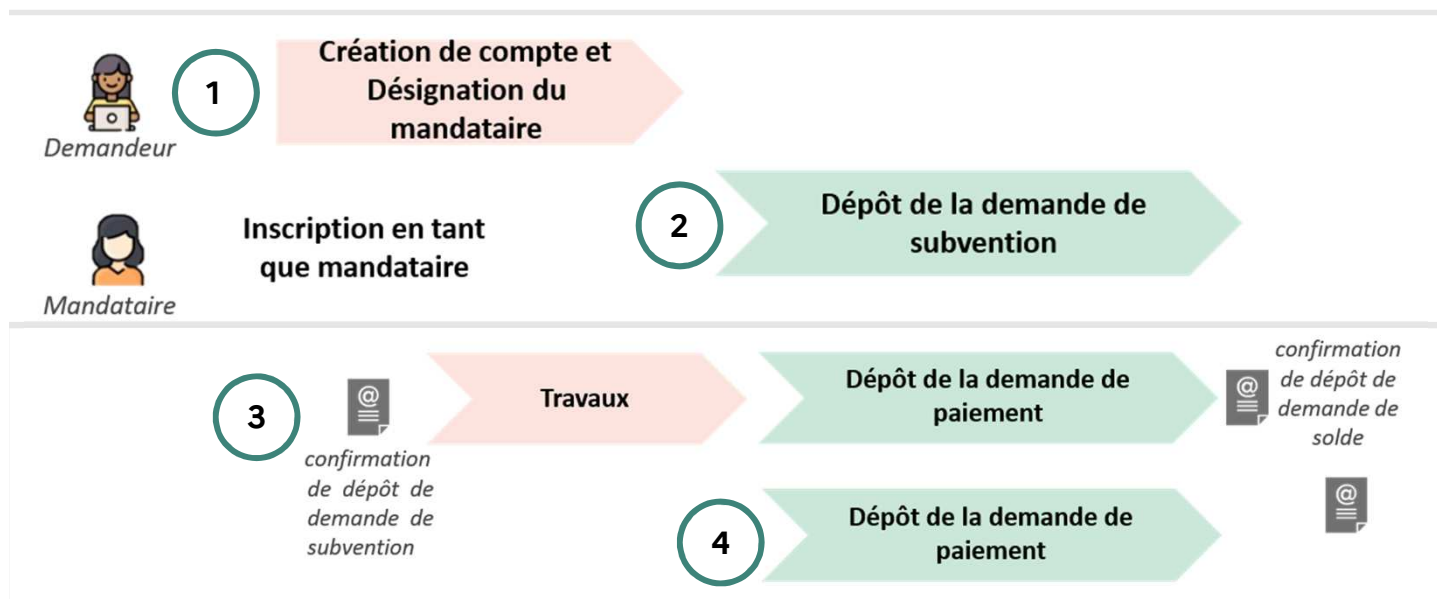 1
Création de compte et
Désignation du
mandataire
Demandeur
2
Dépôt de la demande de
subvention
Inscription en tant
que mandataire
Mandataire
3
@
confirmation
de dépôt de
demande de
subvention
Travaux
Dépôt de la demande de
paiement
@
confirmation
de dépôt de
demande de
solde
4
Dépôt de la demande de
paiement
@